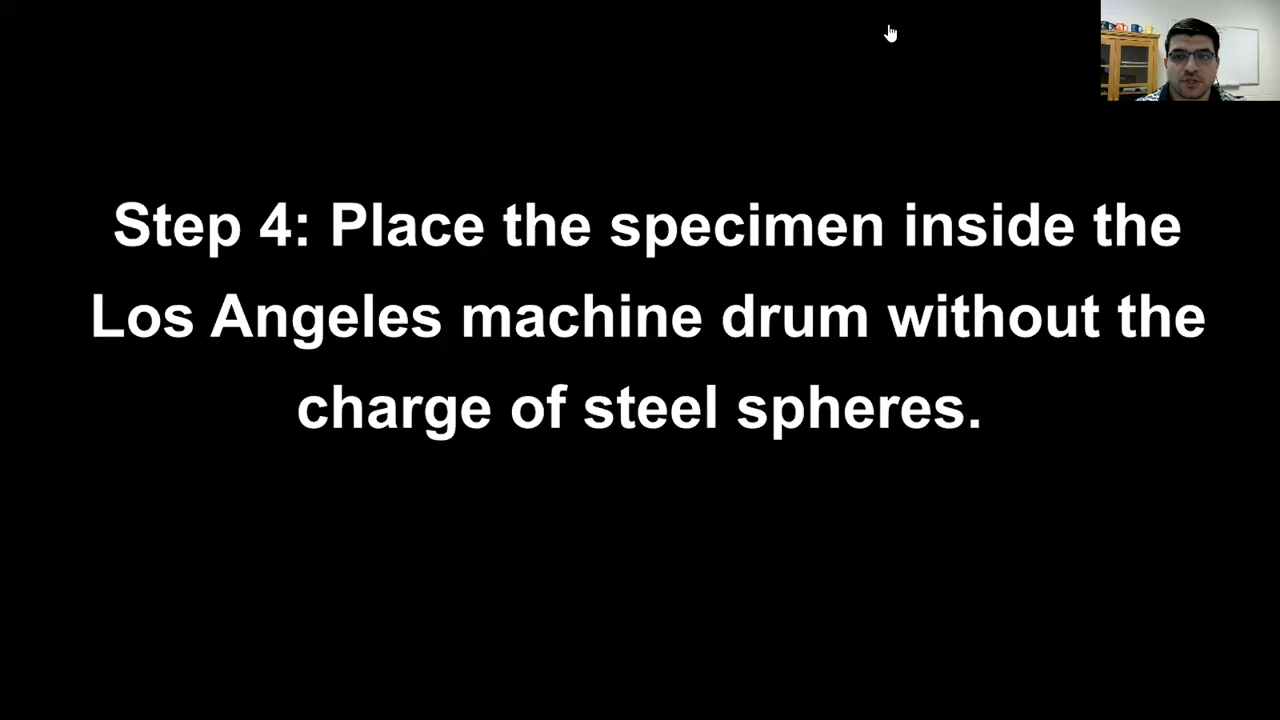 Step 4: Place the specimen inside the
Los Angeles machine drum without the
charge of steel spheres.